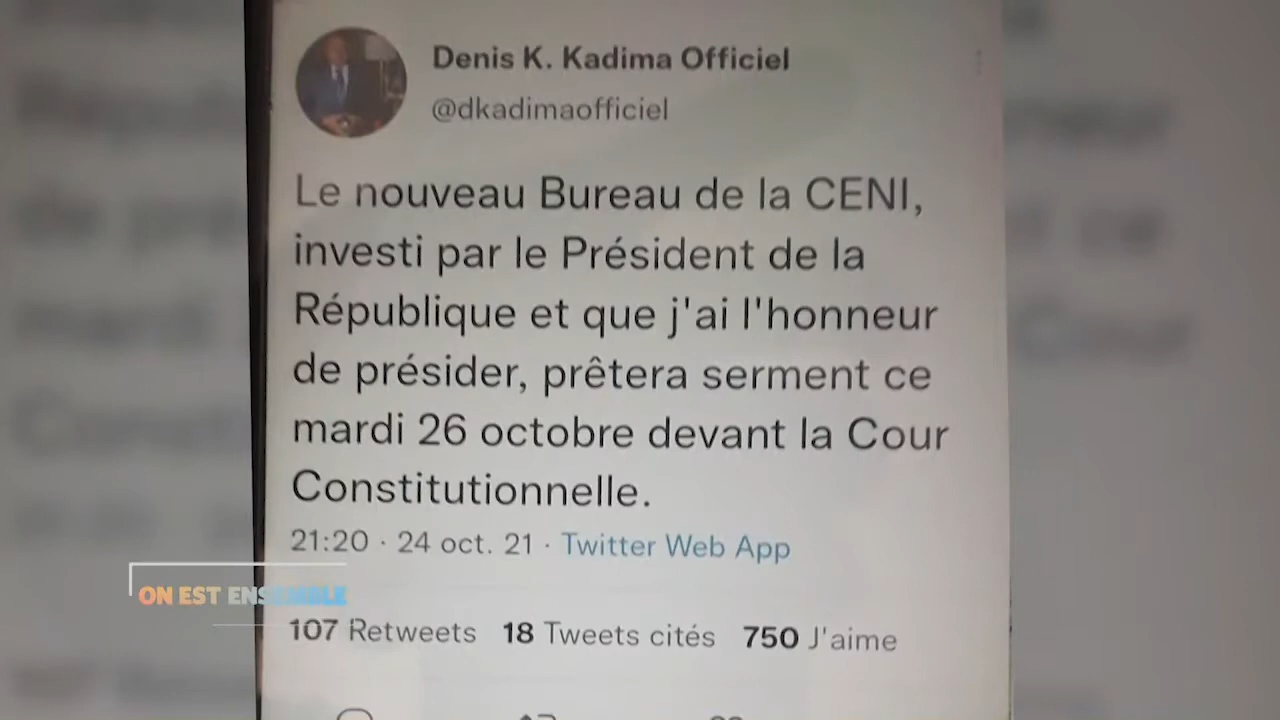 Denis K. Kadima Officiel
@dkadimaofficiel
Le nouveau Bureau de la CENI,
investi par le Président de la
République et que j'ai l'honneur
de présider, prêtera serment ce
mardi 26 octobre devant la Cour
Constitutionnelle.
21:20 · 24 oct. 21 · Twitter Web App
ON EST ENSEMBLE
107 Retweets 18 Tweets cités 750 J'aime